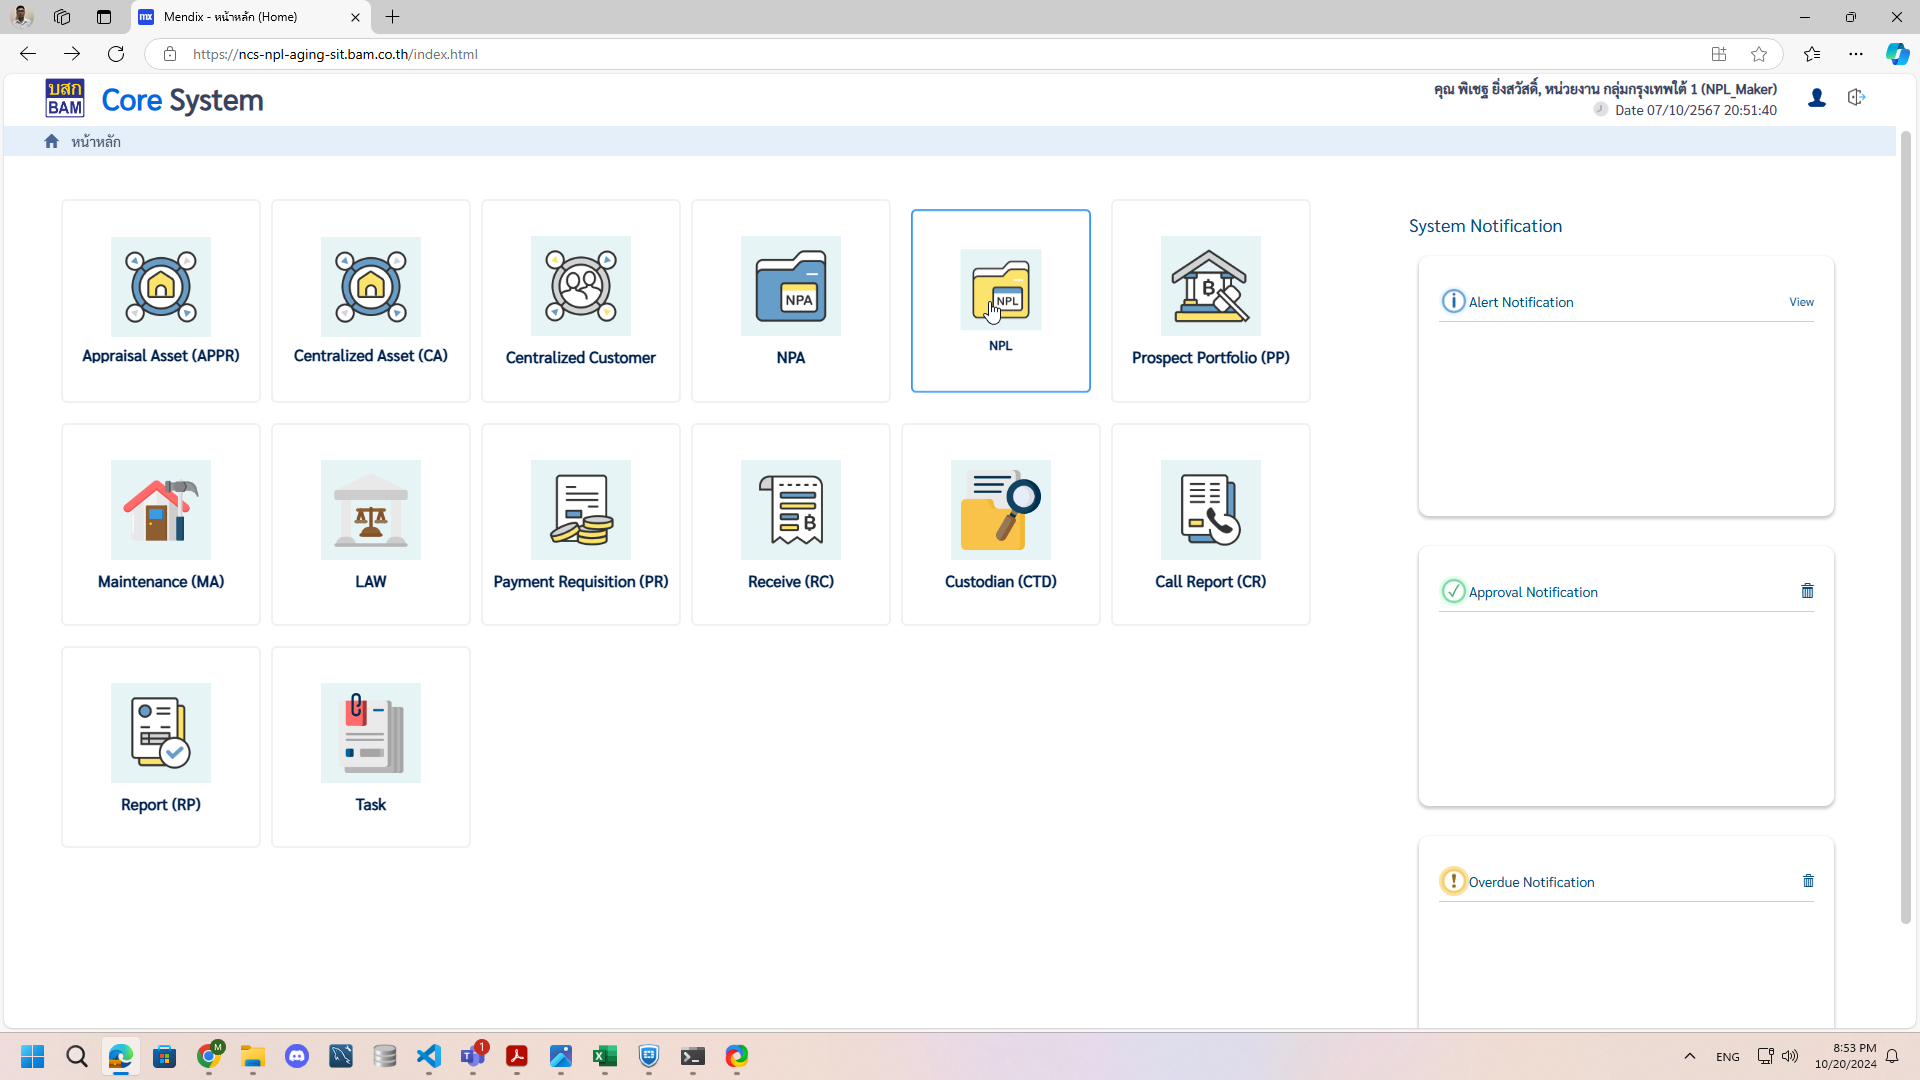 Mendix - หน้าหลัก (Home)
https://ncs-npl-aging-sit.bam.co.th/index.html
บสก
BAM
Core System
คุณ พิเชฐ ยิ่งสวัสดิ์, หน่วยงาน กลุ่มกรุงเทพใต้ 1 (NPL_Maker)
Date 07/10/2567 20:51:40
หน้าหลัก
Appraisal Asset (APPR)
Centralized Asset (CA)
Centralized Customer
NPA
NPA
NPL
NPL
Prospect Portfolio (PP)
Maintenance (MA)
LAW
Payment Requisition (PR)
Receive (RC)
Custodian (CTD)
Call Report (CR)
Report (RP)
Task
System Notification
Alert Notification
View
Approval Notification
Overdue Notification
ENG
8:53 PM
10/20/2024